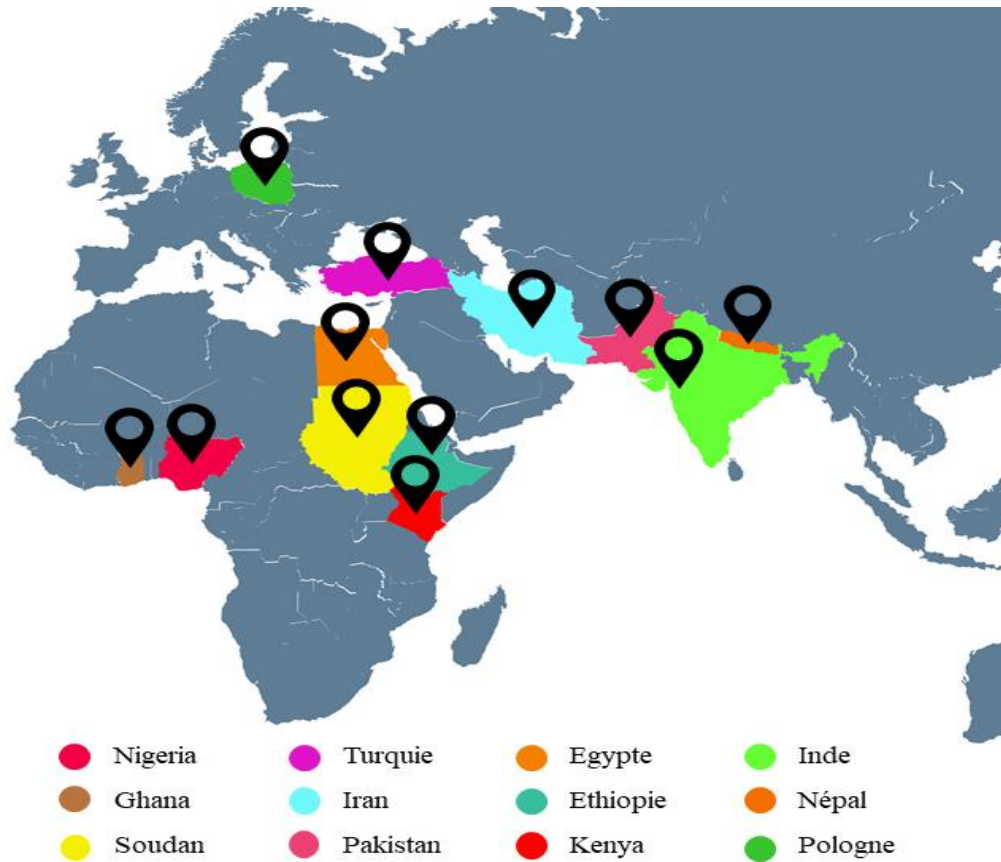 Nigeria Turquie Egypte Inde
Ghana Iran Ethiopie Népal
Soudan Pakistan Kenya Pologne